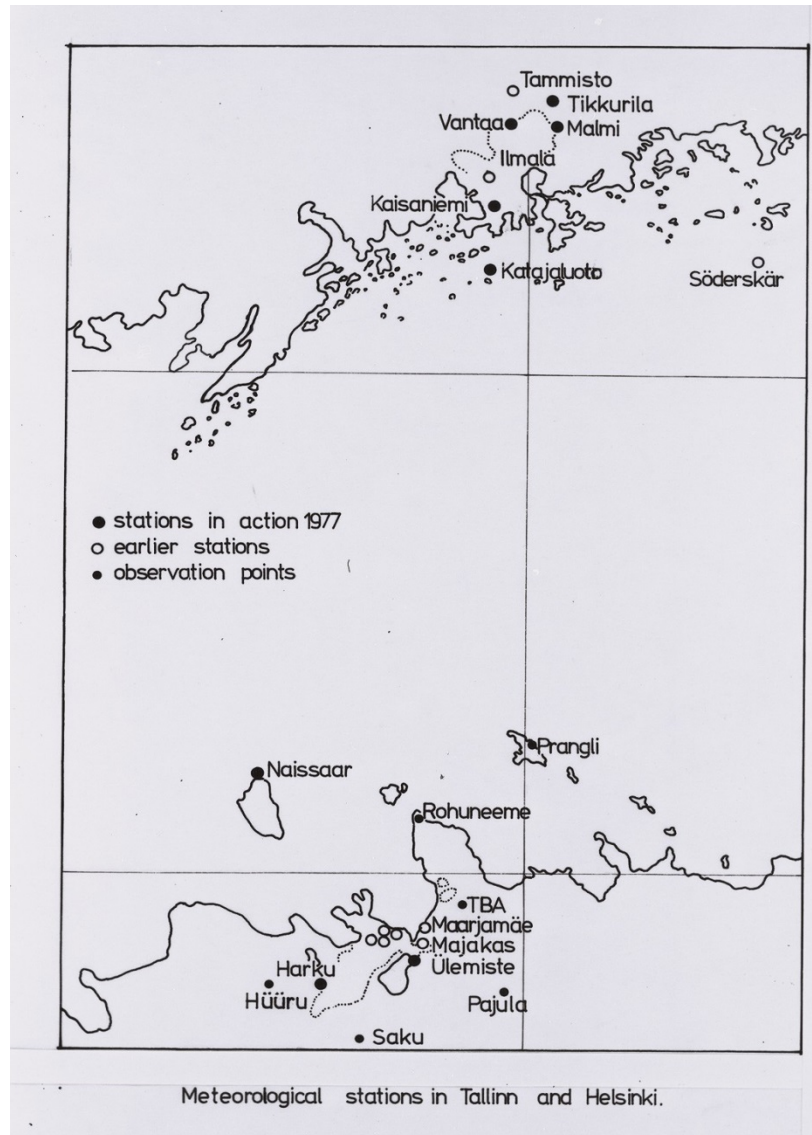 Tammisto
Tikkurila
Vantaa
Malmi
Ilmala
Kaisaniemi
Katajaluoto
Söderskär
stations in action 1977
earlier stations
observation points
Prangli
Naissaar
Rohuneeme
TBA
Maarjamäe
Majakas
Ülemiste
Harku
Hüüru
Pajula
Saku
Meteorological stations in Tallinn and Helsinki.